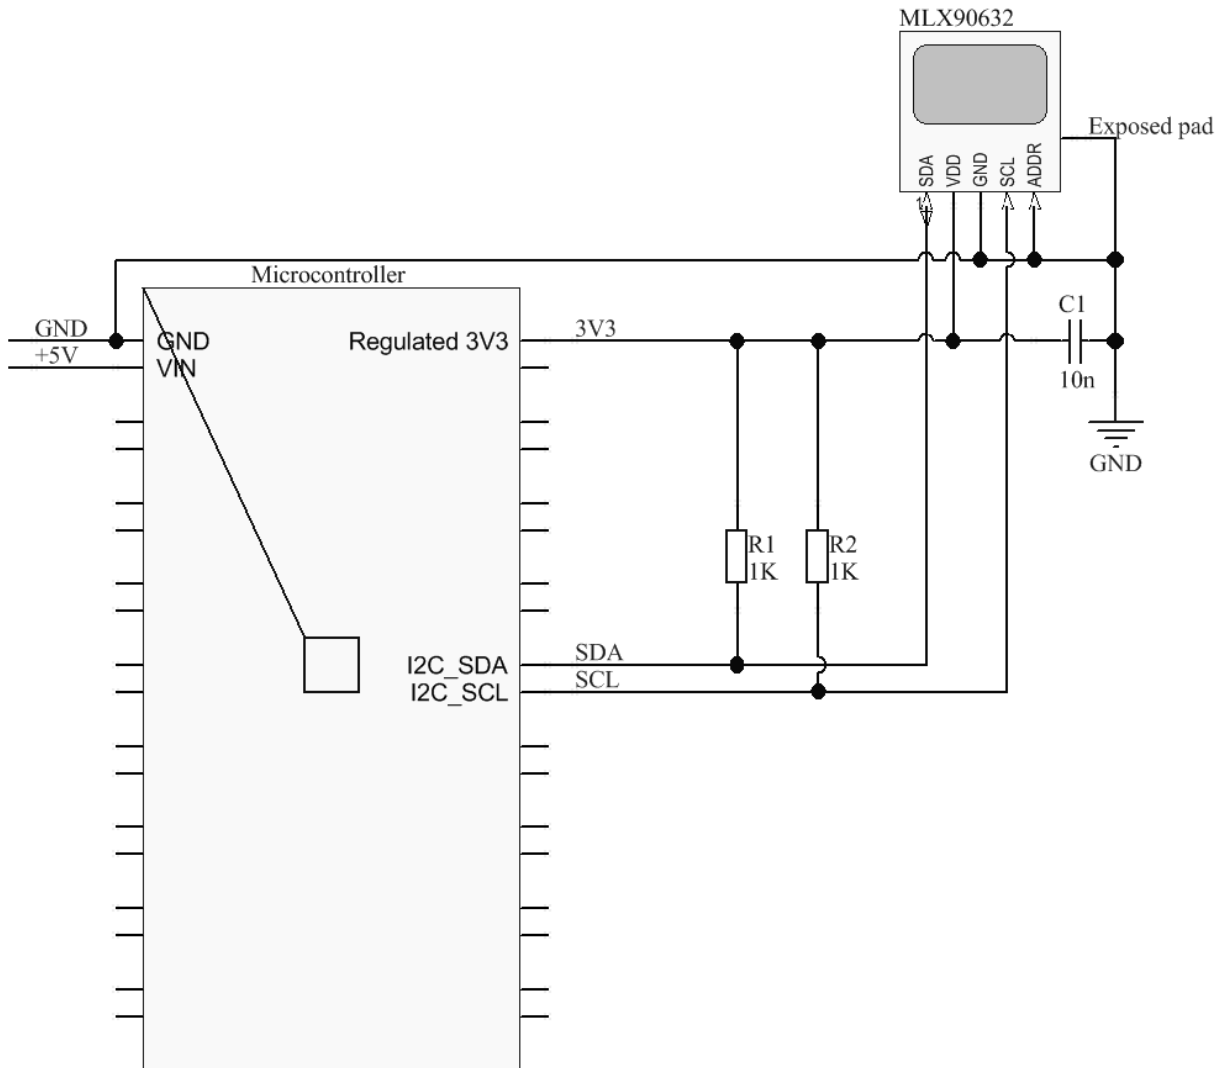 MLX90632
Exposed pad
SDA
VDD
GND
SCL
ADDR
1
Microcontroller
GND
+5V
GND
VIN
Regulated 3V3
3V3
C1
10n
GND
R1
1K
R2
1K
I2C_SDA
I2C_SCL
SDA
SCL